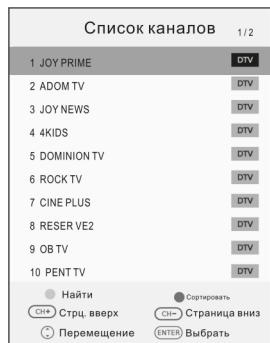 Список каналов 1/2
1 JOY PRIME DTV
2 ADOM TV DTV
3 JOY NEWS DTV
4 4KIDS DTV
5 DOMINION TV DTV
6 ROCK TV DTV
7 CINE PLUS DTV
8 RESER VE2 DTV
9 OB TV DTV
10 PENT TV DTV
Найти Сортировать
CH+ Стрц. вверх CH- Страница вниз
Перемещение ENTER Выбрать